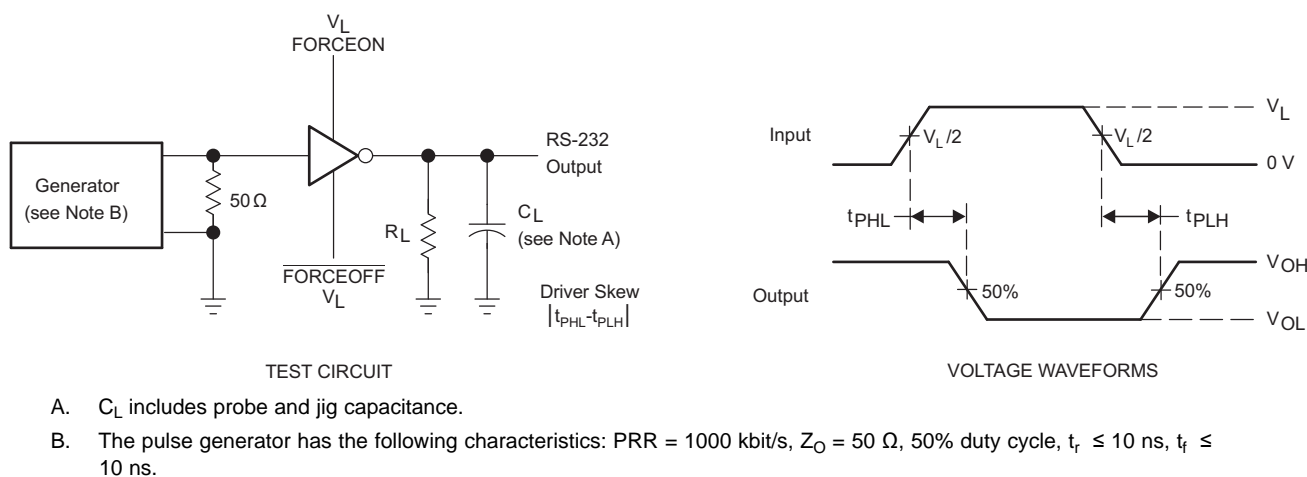 V_L
FORCEON
Generator
(see Note B)
50 Ω
RS-232
Output
R_L
C_L
(see Note A)
FORCEOFF
V_L
Driver Skew
|t_PHL-t_PLH|
TEST CIRCUIT
Input
V_L/2
V_L/2
V_L
0 V
t_PHL
t_PLH
Output
50%
50%
V_OH
V_OL
VOLTAGE WAVEFORMS
A. C_L includes probe and jig capacitance.
B. The pulse generator has the following characteristics: PRR = 1000 kbit/s, Z_O = 50 Ω, 50% duty cycle, t_r ≤ 10 ns, t_f ≤
10 ns.